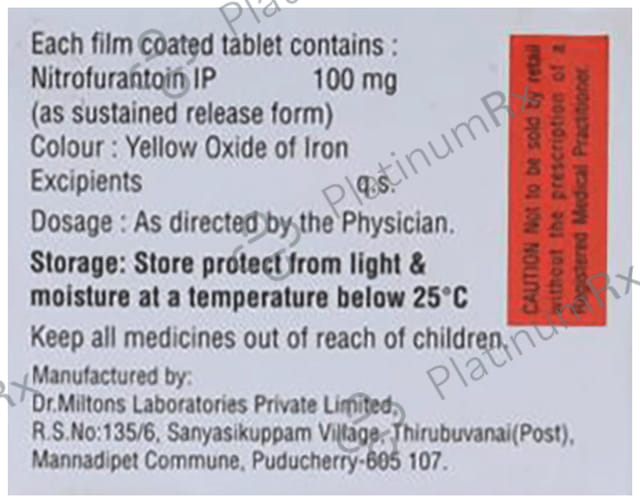 Each film coated tablet contains :
Nitrofurantoin IP 100 mg
(as sustained release form)
Colour : Yellow Oxide of Iron
Excipients q.s.
Dosage : As directed by the Physician.
Storage: Store protect from light &
moisture at a temperature below 25°C
Keep all medicines out of reach of children.
Manufactured by:
Dr.Miltons Laboratories Private Limited,
R.S.No:135/6, Sanyasikuppam Village, Thirubuvanai(Post),
Mannadipet Commune, Puducherry-605 107.
CAUTION Not to be sold by retail
without the prescription of a
Registered Medical Practitioner.
PlatinumRx
PlatinumRx
Rx